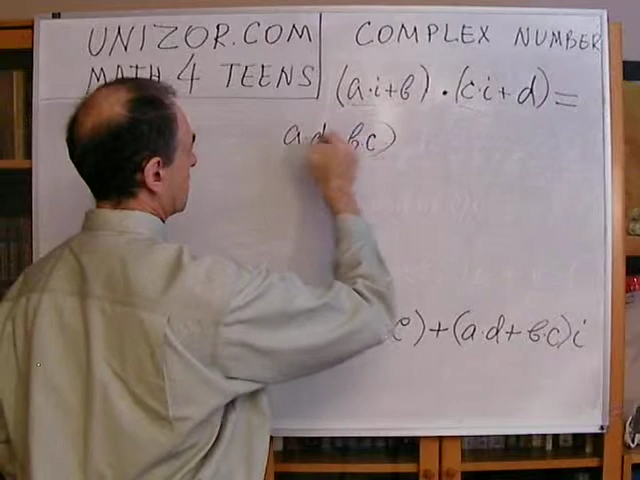 UNIZOR.COM
MATH 4 TEENS
COMPLEX NUMBER
(a·i+b)·(c·i+d)=
a·d b·c)
)+(a·d+b·c)i